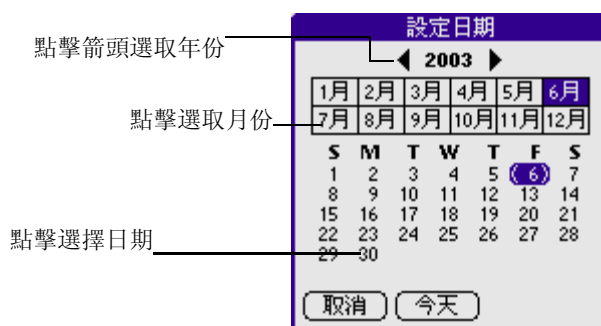 設定日期
點擊箭頭選取年份
2003
1月 2月 3月 4月 5月 6月
點擊選取月份
7月 8月 9月 10月 11月 12月
S M T W T F S
1 2 3 4 5 6 7
8 9 10 11 12 13 14
15 16 17 18 19 20 21
點擊選擇日期
22 23 24 25 26 27 28
29 30
取消 今天